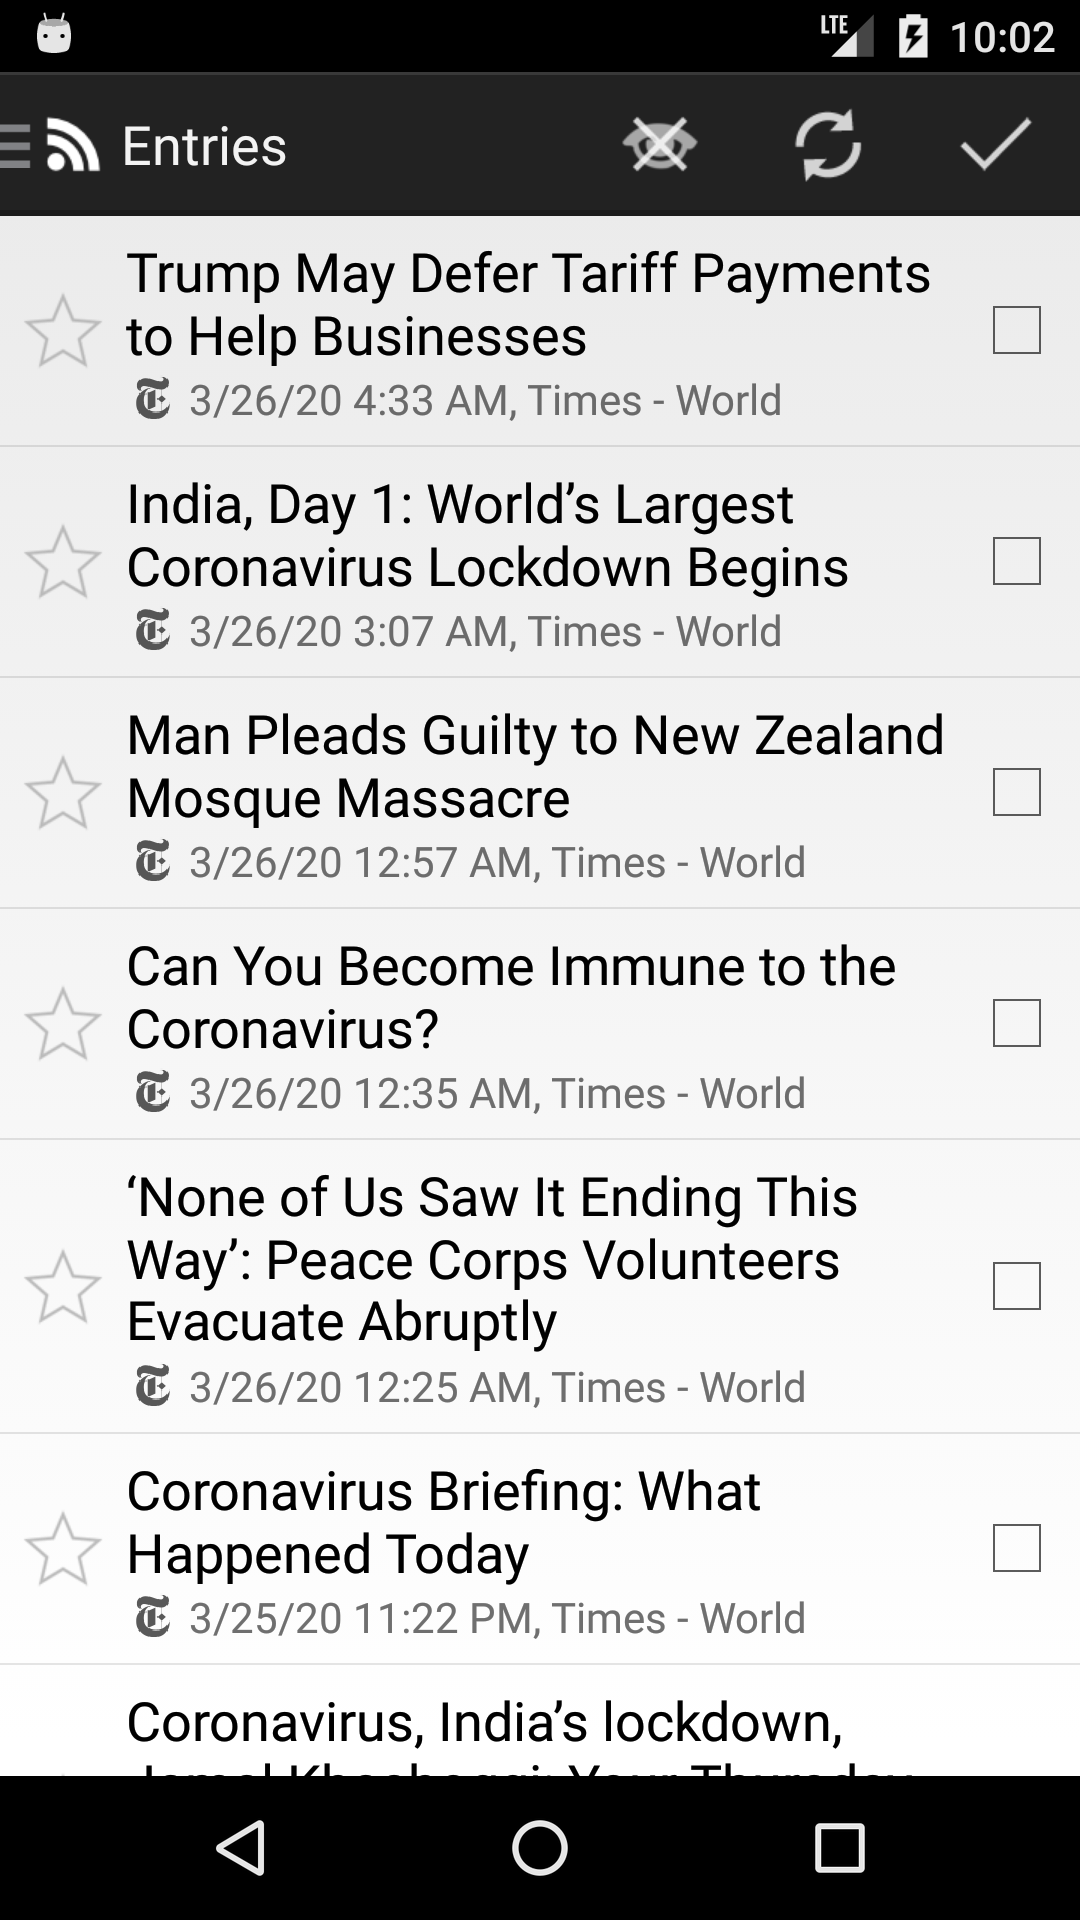 LTE 10:02
Entries
Trump May Defer Tariff Payments
to Help Businesses
3/26/20 4:33 AM, Times - World
India, Day 1: World’s Largest
Coronavirus Lockdown Begins
3/26/20 3:07 AM, Times - World
Man Pleads Guilty to New Zealand
Mosque Massacre
3/26/20 12:57 AM, Times - World
Can You Become Immune to the
Coronavirus?
3/26/20 12:35 AM, Times - World
‘None of Us Saw It Ending This
Way’: Peace Corps Volunteers
Evacuate Abruptly
3/26/20 12:25 AM, Times - World
Coronavirus Briefing: What
Happened Today
3/25/20 11:22 PM, Times - World
Coronavirus, India’s lockdown,
Jamal Khashoggi: Your Thursday